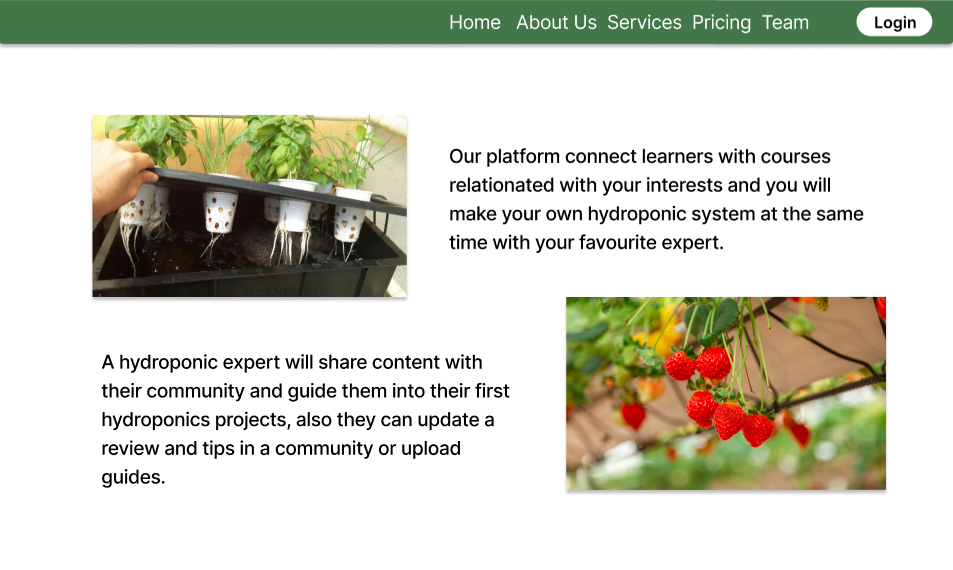 Home About Us Services Pricing Team Login
Our platform connect learners with courses
relationated with your interests and you will
make your own hydroponic system at the same
time with your favourite expert.
A hydroponic expert will share content with
their community and guide them into their first
hydroponics projects, also they can update a
review and tips in a community or upload
guides.